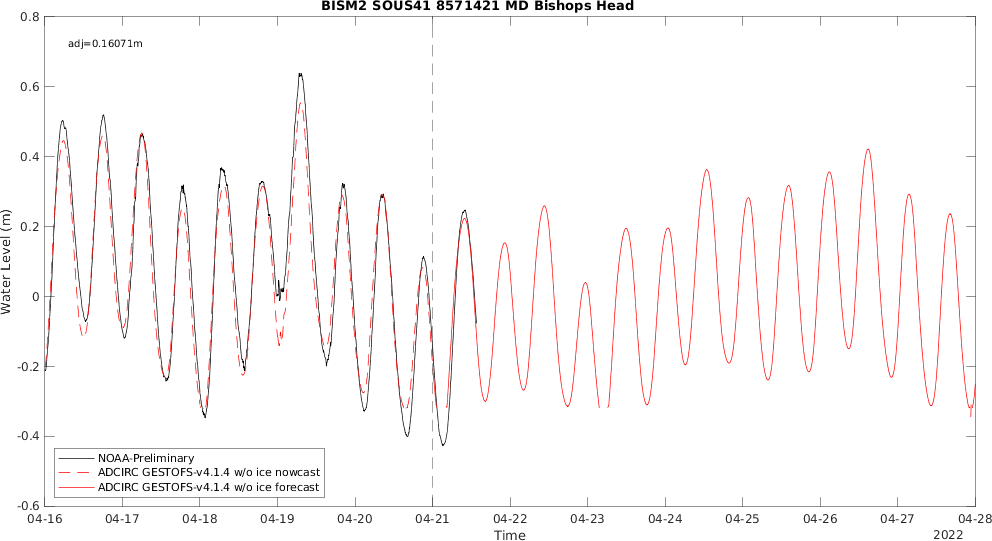 BISM2 SOUS41 8571421 MD Bishops Head
adj=0.16071m
0.8
0.6
0.4
0.2
0
-0.2
-0.4
-0.6
Water Level (m)
NOAA-Preliminary
ADCIRC GESTOFS-v4.1.4 w/o ice nowcast
ADCIRC GESTOFS-v4.1.4 w/o ice forecast
04-16 04-17 04-18 04-19 04-20 04-21 04-22 04-23 04-24 04-25 04-26 04-27 04-28
Time
2022